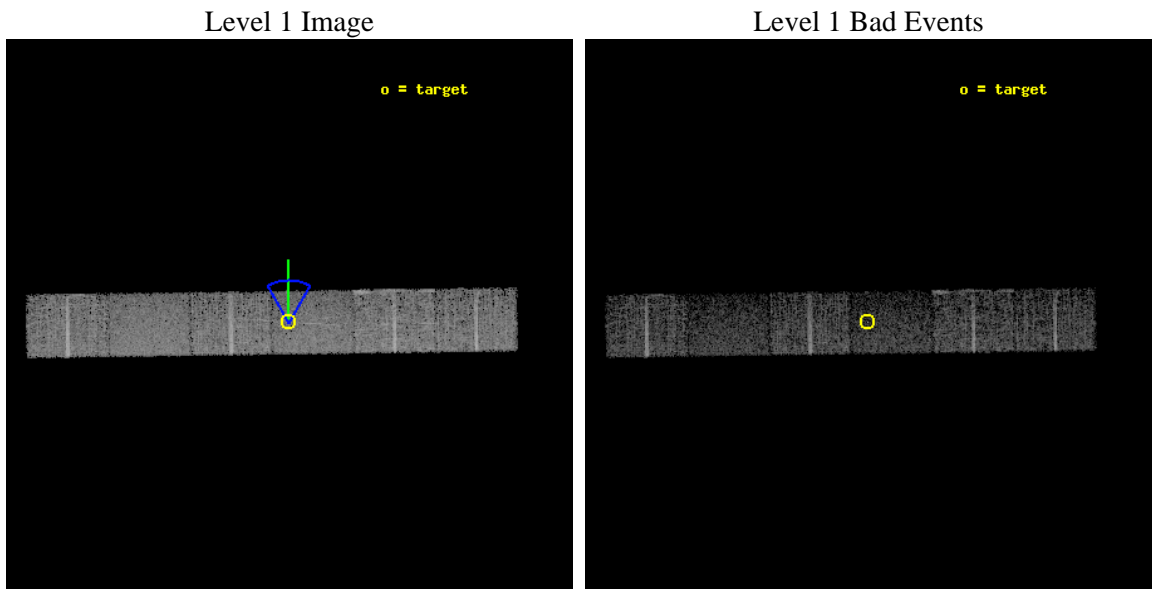 Level 1 Image
Level 1 Bad Events
o = target
o = target